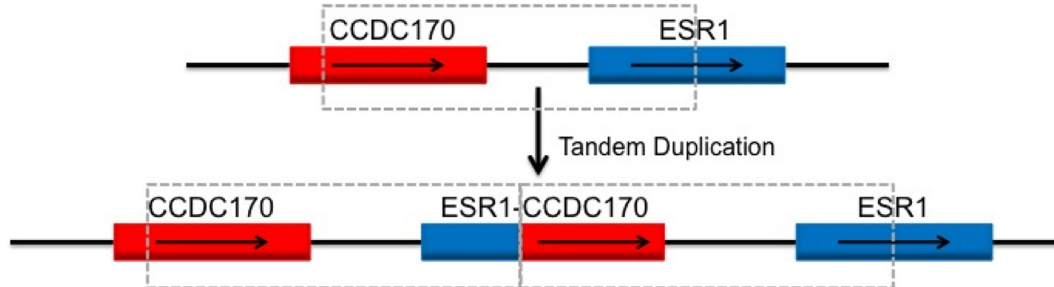 CCDC170 ESR1
Tandem Duplication
CCDC170 ESR1-CCDC170 ESR1